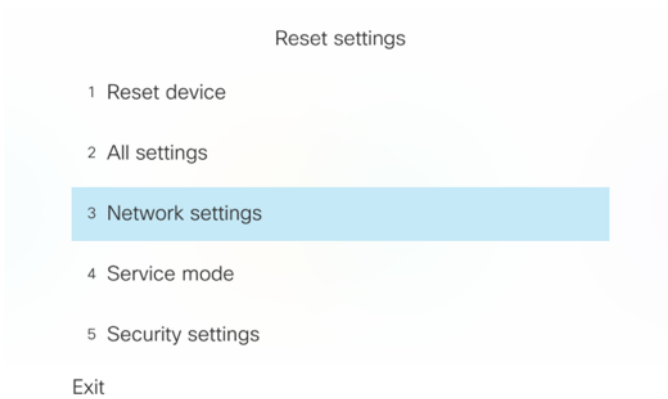 Reset settings
1 Reset device
2 All settings
3 Network settings
4 Service mode
5 Security settings
Exit